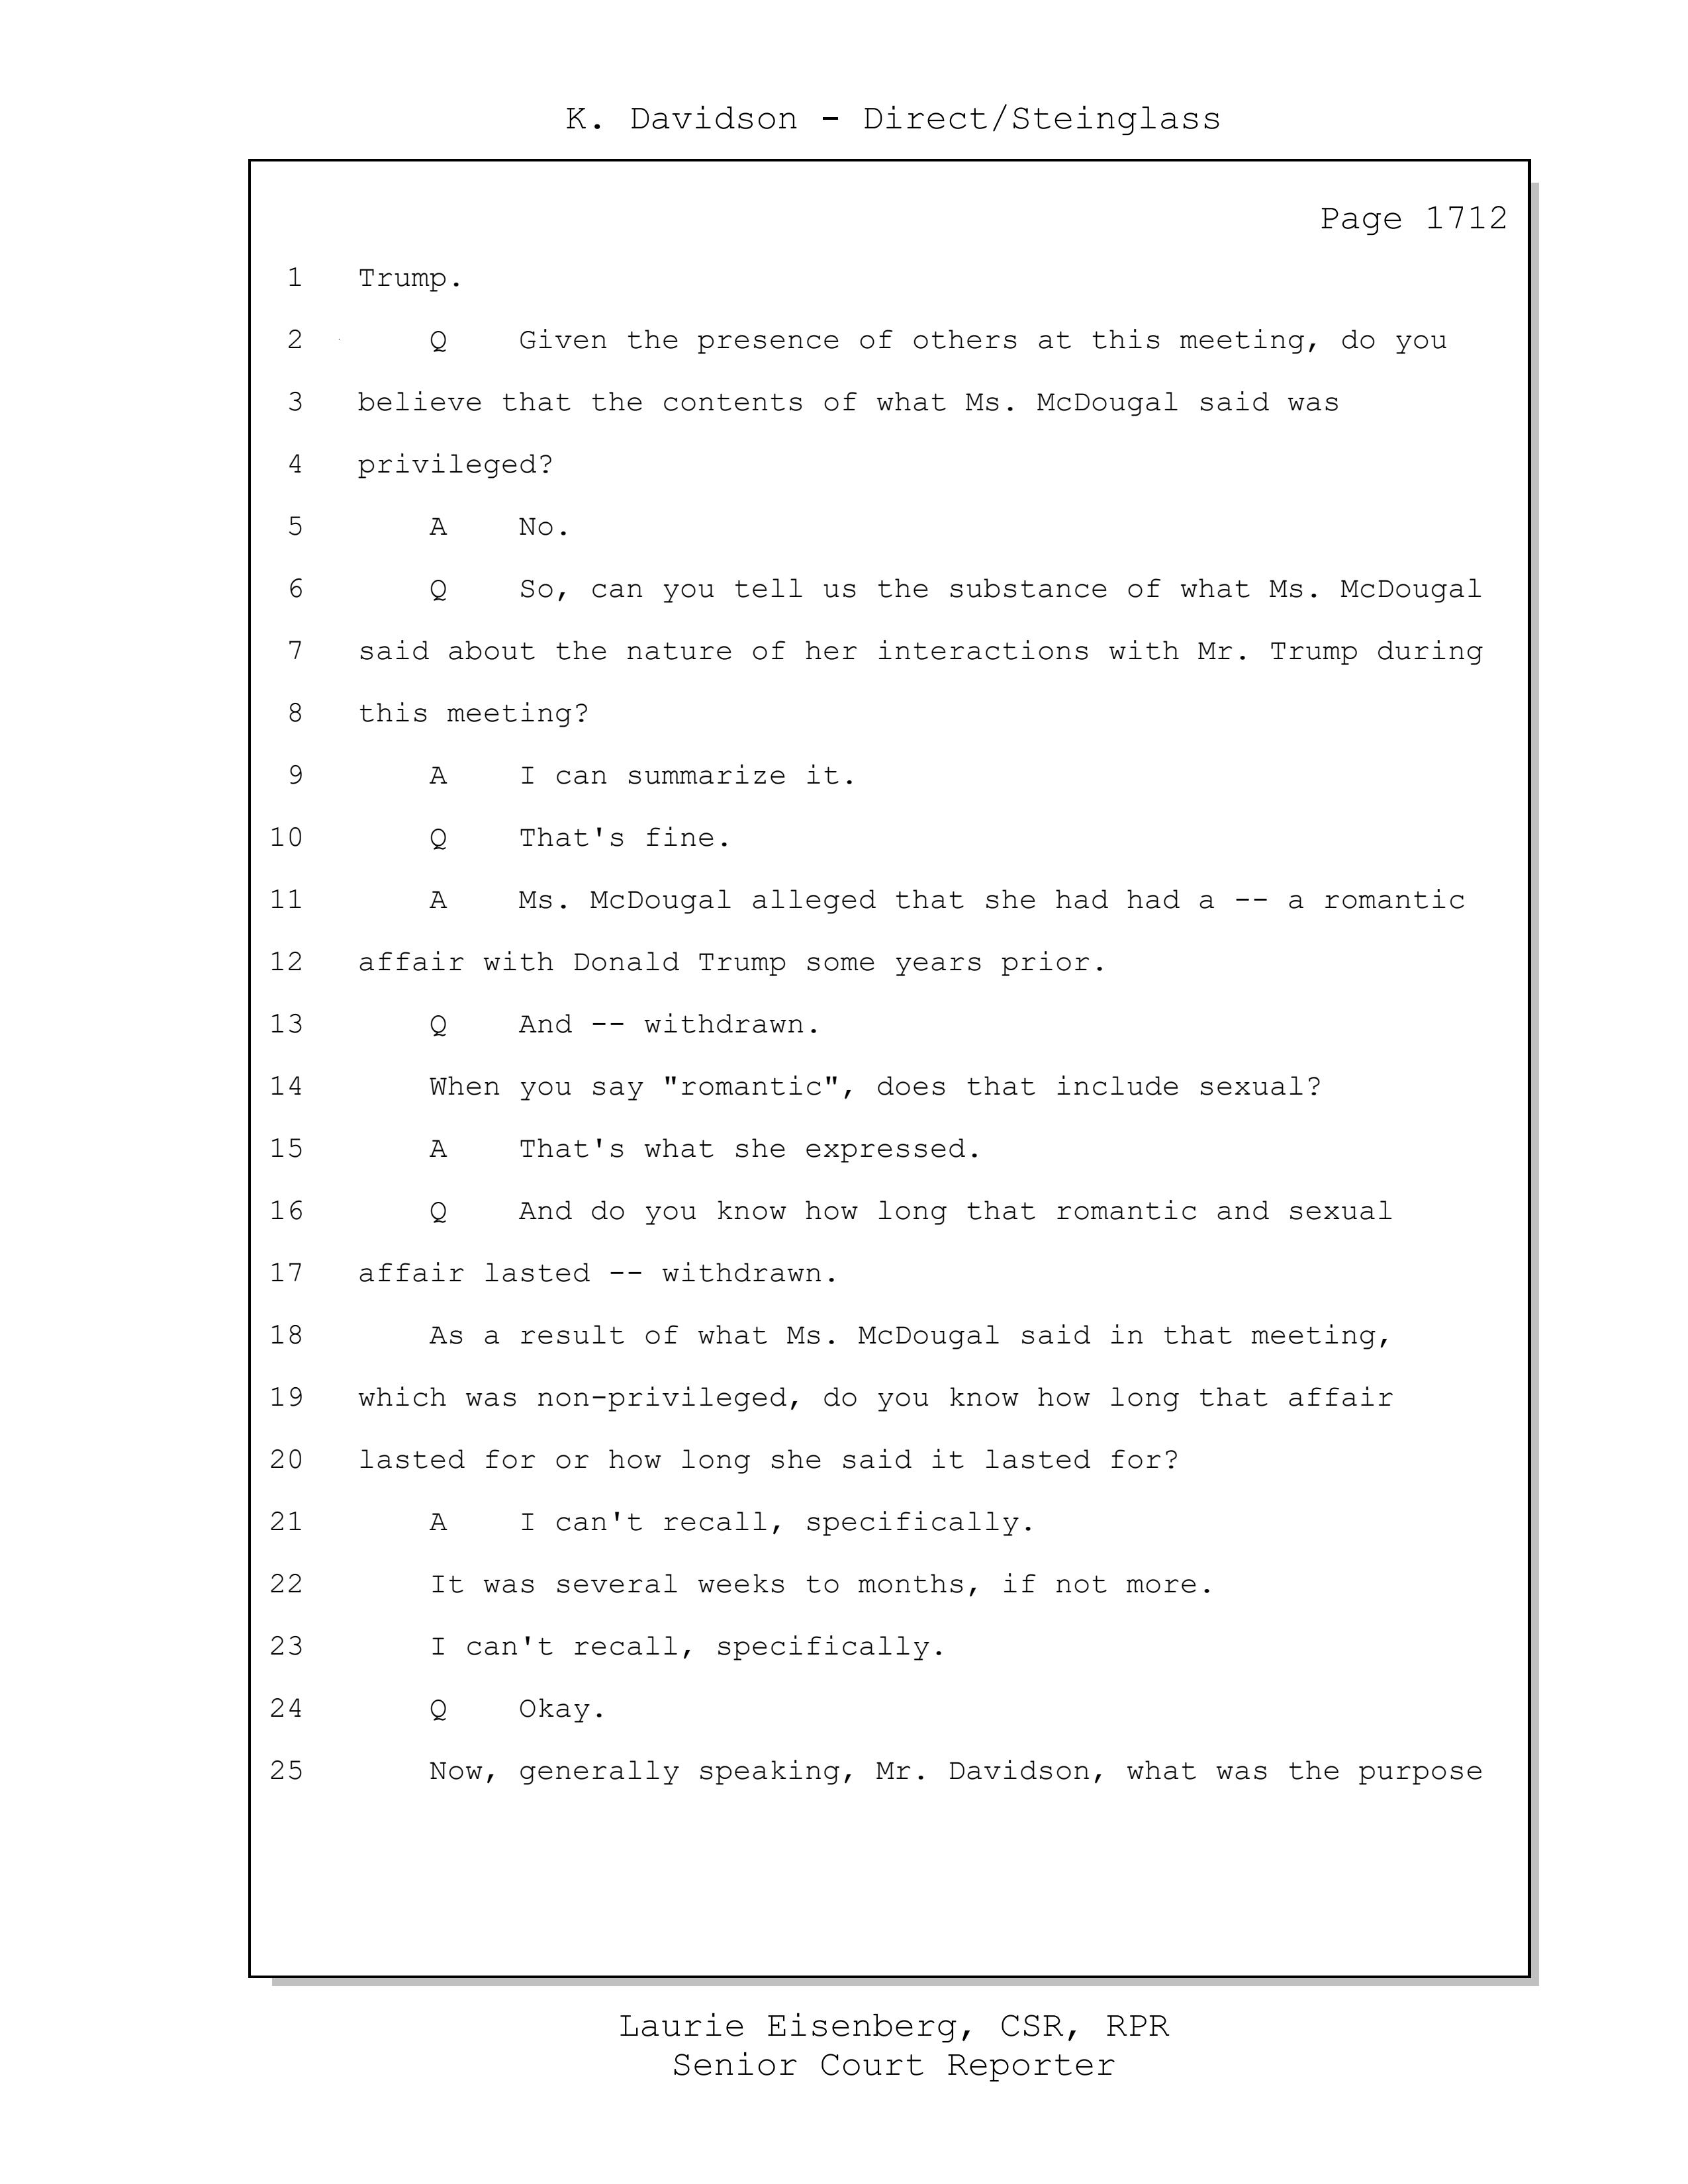 K. Davidson - Direct/Steinglass
Page 1712
1 Trump.
2 Q Given the presence of others at this meeting, do you
3 believe that the contents of what Ms. McDougal said was
4 privileged?
5 A No.
6 Q So, can you tell us the substance of what Ms. McDougal
7 said about the nature of her interactions with Mr. Trump during
8 this meeting?
9 A I can summarize it.
10 Q That's fine.
11 A Ms. McDougal alleged that she had had a -- a romantic
12 affair with Donald Trump some years prior.
13 Q And -- withdrawn.
14 When you say "romantic", does that include sexual?
15 A That's what she expressed.
16 Q And do you know how long that romantic and sexual
17 affair lasted -- withdrawn.
18 As a result of what Ms. McDougal said in that meeting,
19 which was non-privileged, do you know how long that affair
20 lasted for or how long she said it lasted for?
21 A I can't recall, specifically.
22 It was several weeks to months, if not more.
23 I can't recall, specifically.
24 Q Okay.
25 Now, generally speaking, Mr. Davidson, what was the purpose
Laurie Eisenberg, CSR, RPR
Senior Court Reporter